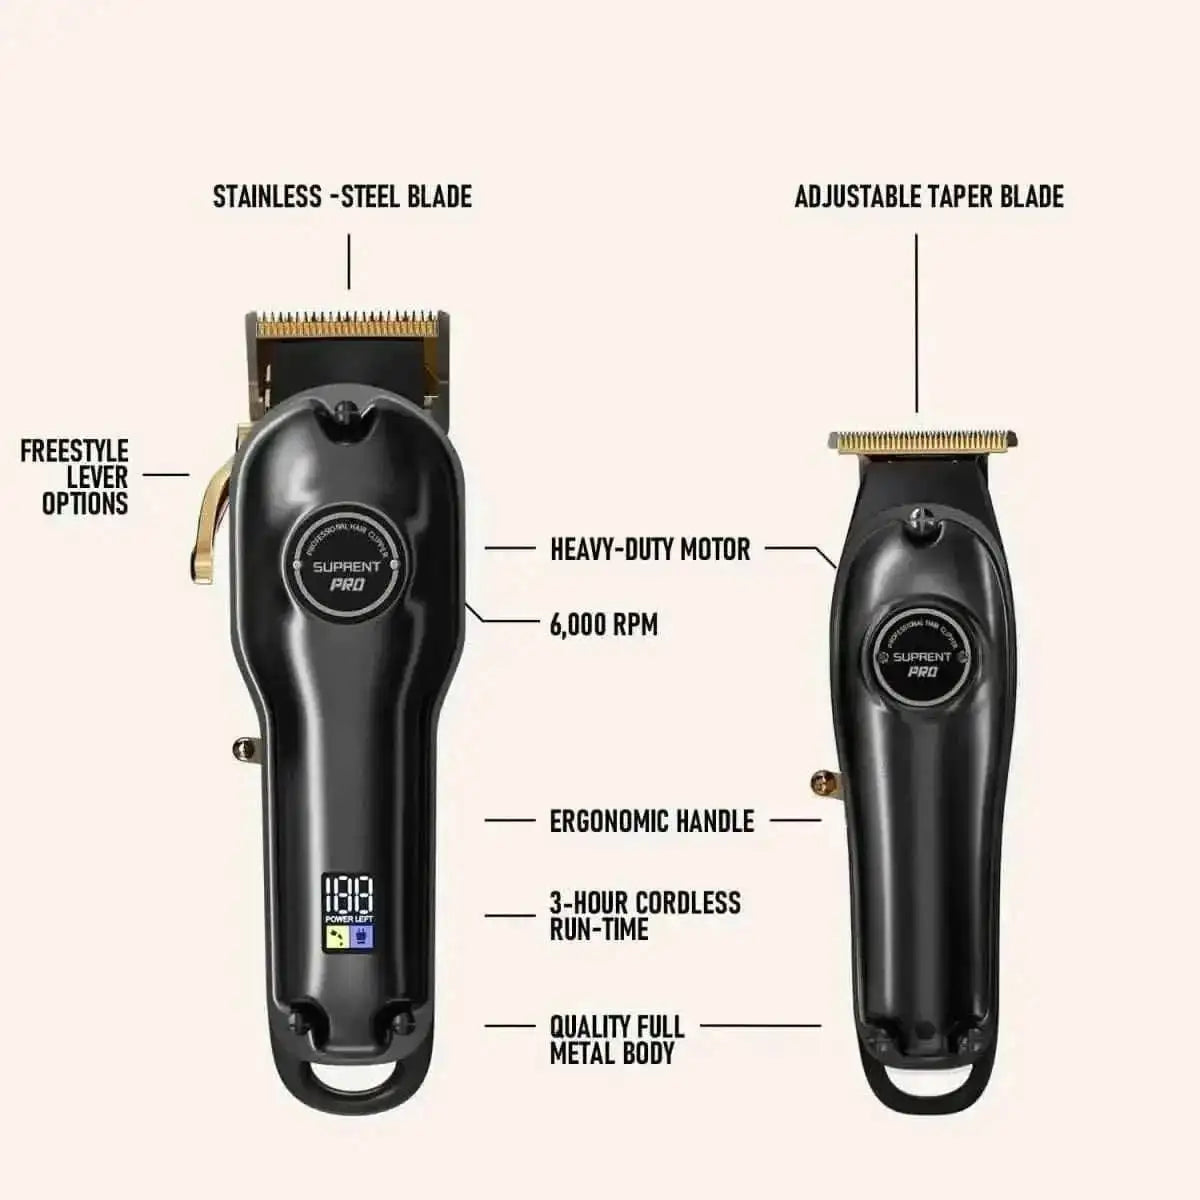 STAINLESS -STEEL BLADE
ADJUSTABLE TAPER BLADE
FREESTYLE
LEVER
OPTIONS
PROFESSIONAL HAIR CLIPPER
SUPRENT
PRO
HEAVY-DUTY MOTOR
6,000 RPM
PROFESSIONAL HAIR CLIPPER
SUPRENT
PRO
ERGONOMIC HANDLE
188
POWER LEFT
3-HOUR CORDLESS
RUN-TIME
QUALITY FULL
METAL BODY